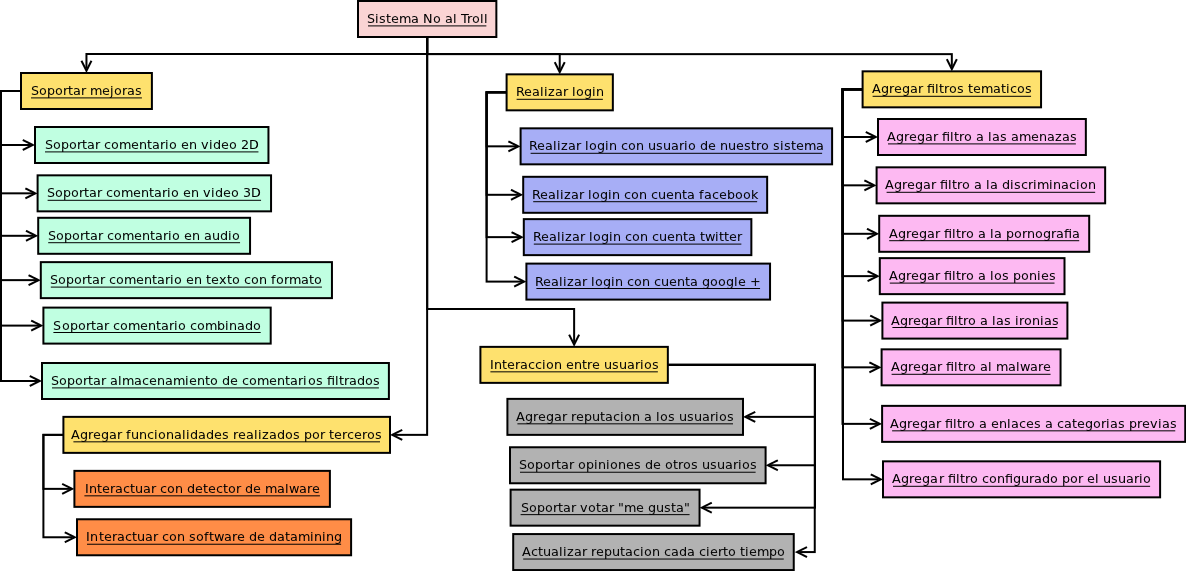 Sistema No al Troll
Soportar mejoras
Soportar comentario en video 2D
Soportar comentario en video 3D
Soportar comentario en audio
Soportar comentario en texto con formato
Soportar comentario combinado
Soportar almacenamiento de comentarios filtrados
Agregar funcionalidades realizados por terceros
Interactuar con detector de malware
Interactuar con software de datamining
Realizar login
Realizar login con usuario de nuestro sistema
Realizar login con cuenta facebook
Realizar login con cuenta twitter
Realizar login con cuenta google +
Interaccion entre usuarios
Agregar reputacion a los usuarios
Soportar opiniones de otros usuarios
Soportar votar "me gusta"
Actualizar reputacion cada cierto tiempo
Agregar filtros tematicos
Agregar filtro a las amenazas
Agregar filtro a la discriminacion
Agregar filtro a la pornografia
Agregar filtro a los ponies
Agregar filtro a las ironias
Agregar filtro al malware
Agregar filtro a enlaces a categorias previas
Agregar filtro configurado por el usuario